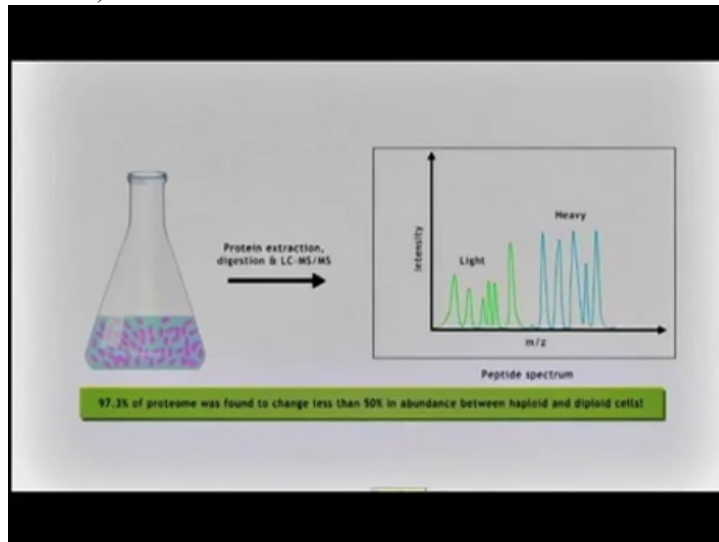 Protein extraction,
digestion & LC-MS/MS
Intensity
Light
Heavy
m/z
Peptide spectrum
97.3% of proteome was found to change less than 50% in abundance between haploid and diploid cells!